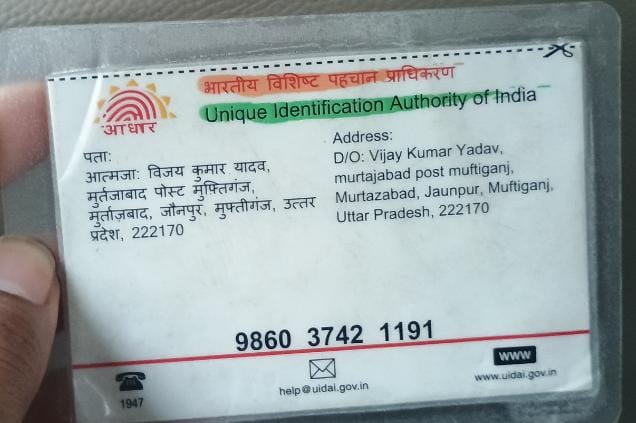 भारतीय विशिष्ट पहचान प्राधिकरण
Unique Identification Authority of India
आधार
पता:
आत्मजा: विजय कुमार यादव,
मुर्तजाबाद पोस्ट मुफ़्तिगंज,
मुर्ताज़बाद, जौनपुर, मुफ्तीगंज, उत्तर
प्रदेश, 222170
Address:
D/O: Vijay Kumar Yadav,
murtajabad post muftiganj,
Murtazabad, Jaunpur, Muftiganj,
Uttar Pradesh, 222170
9860 3742 1191
1947
help@uidai.gov.in
www
www.uidai.gov.in